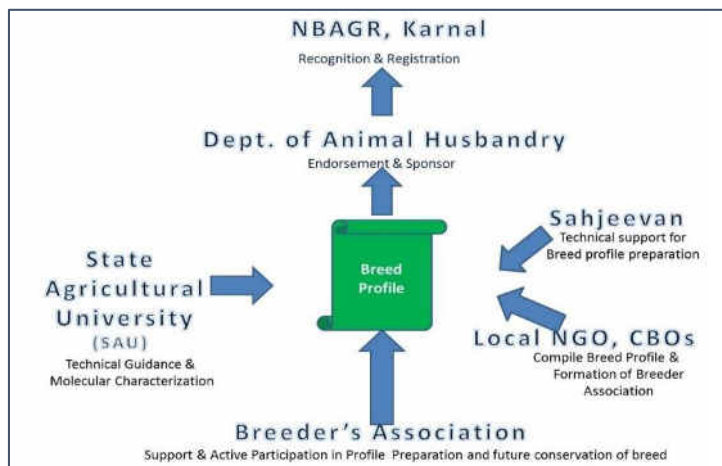 NBAGR, Karnal
Recognition & Registration
Dept. of Animal Husbandry
Endorsement & Sponsor
Sahjeevan
Technical support for
Breed profile preparation
State
Agricultural
University
(SAU)
Technical Guidance &
Molecular Characterization
Breed
Profile
Local NGO, CBOs
Compile Breed Profile &
Formation of Breeder
Association
Breeder's Association
Support & Active Participation in Profile Preparation and future conservation of breed